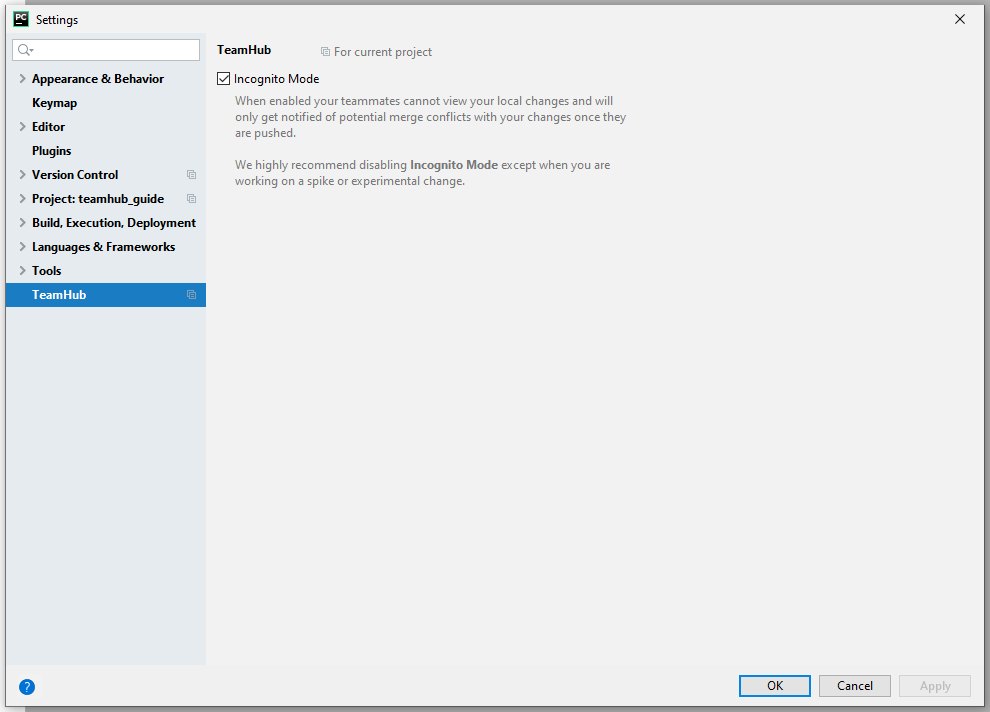 PC Settings
Appearance & Behavior
Keymap
Editor
Plugins
Version Control
Project: teamhub_guide
Build, Execution, Deployment
Languages & Frameworks
Tools
TeamHub
TeamHub For current project
Incognito Mode
When enabled your teammates cannot view your local changes and will
only get notified of potential merge conflicts with your changes once they
are pushed.
We highly recommend disabling Incognito Mode except when you are
working on a spike or experimental change.
?
OK Cancel Apply